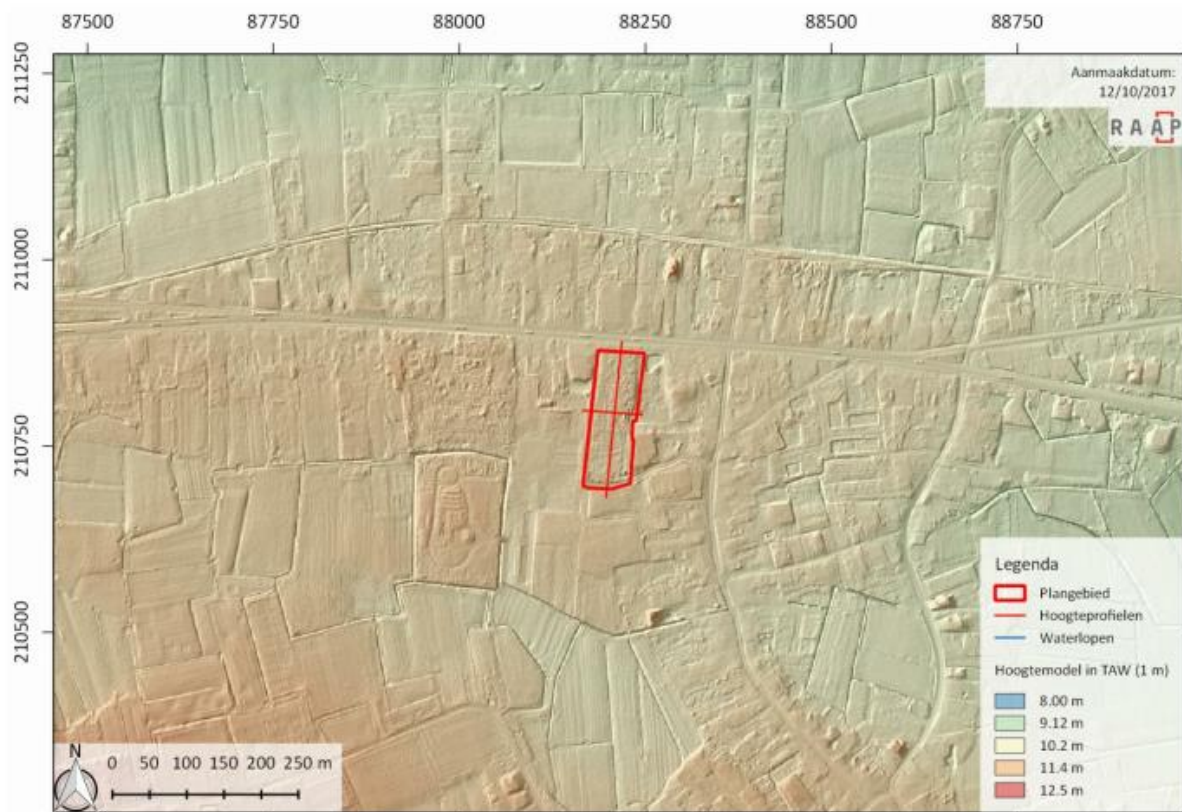 87500 87750 88000 88250 88500 88750
111250
Aanmaakdatum:
12/10/2017
RAAP
211000
210750
210500
Legenda
Plangebied
Hoogteprofielen
Waterlopen
Hoogtemodel in TAW (1 m)
8.00 m
9.12 m
10.2 m
11.4 m
12.5 m
N
0 50 100 150 200 250 m